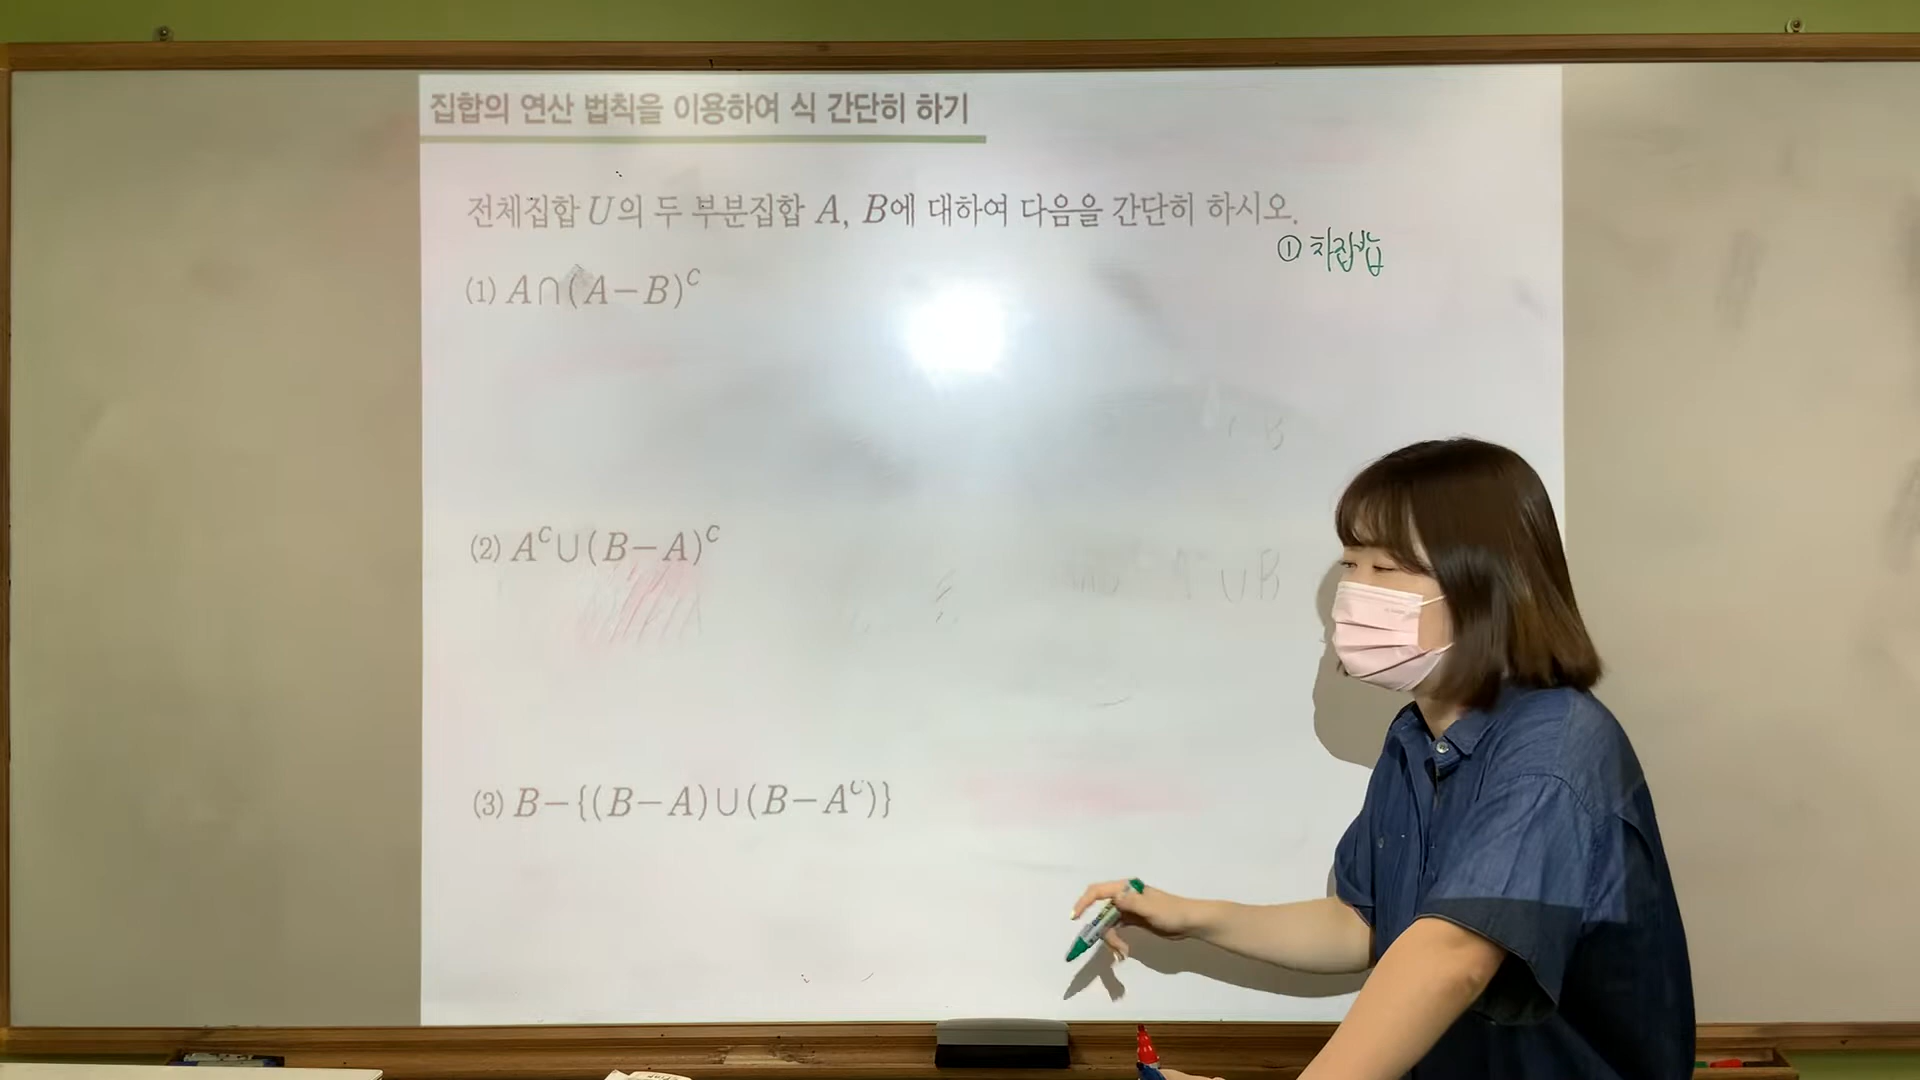 집합의 연산 법칙을 이용하여 식 간단히 하기
전체집합 U의 두 부분집합 A, B에 대하여 다음을 간단히 하시오.
① 차집합
(1) A∩(A−B)^C
(2) A^C∪(B−A)^C
(3) B−{(B−A)∪(B−A^C)}
∪B